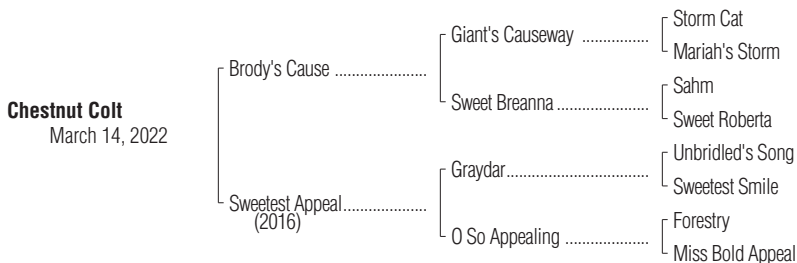 Storm Cat
Giant's Causeway ..................
Mariah's Storm
Brody's Cause .......................
Sahm
Sweet Breanna .......................
Sweet Roberta
Chestnut Colt
March 14, 2022
Unbridled's Song
Graydar....................................
Sweetest Smile
Sweetest Appeal.....................
(2016)
Forestry
O So Appealing .....................
Miss Bold Appeal